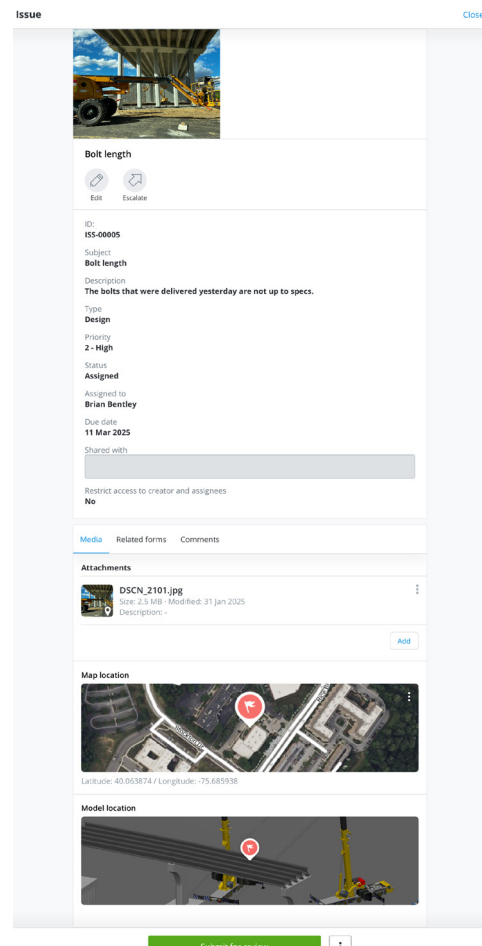 Issue
Close
Bolt length
Edit
Escalate
ID:
ISS-00005
Subject
Bolt length
Description
The bolts that were delivered yesterday are not up to specs.
Type
Design
Priority
2 - High
Status
Assigned
Assigned to
Brian Bentley
Due date
11 Mar 2025
Shared with
Restrict access to creator and assignees
No
Media
Related forms
Comments
Attachments
DSCN_2101.jpg
Size: 2.5 MB · Modified: 31 Jan 2025
Description: -
Add
Map location
Latitude: 40.063874 / Longitude: -75.685938
Model location
Submit for review